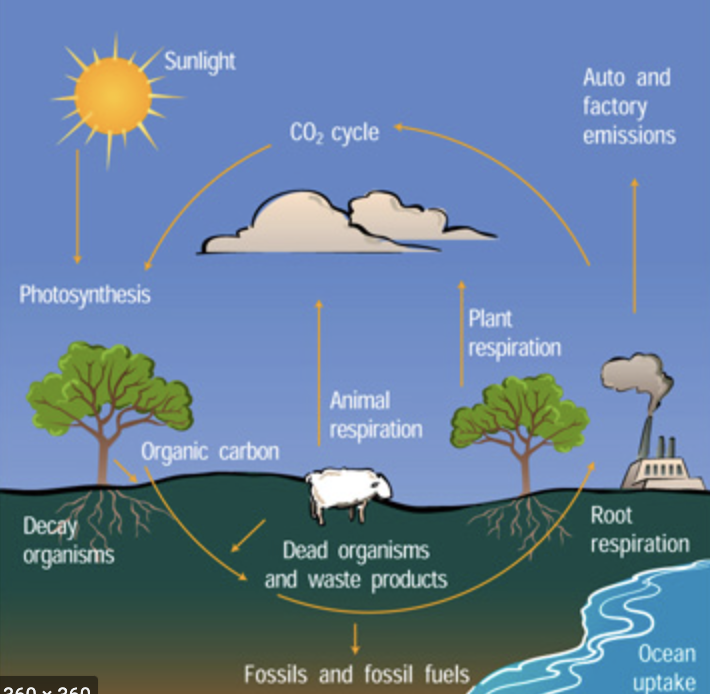 Sunlight
Auto and
factory
emissions
CO₂ cycle
Photosynthesis
Plant
respiration
Animal
respiration
Organic carbon
Decay
organisms
Root
respiration
Dead organisms
and waste products
Ocean
uptake
Fossils and fossil fuels